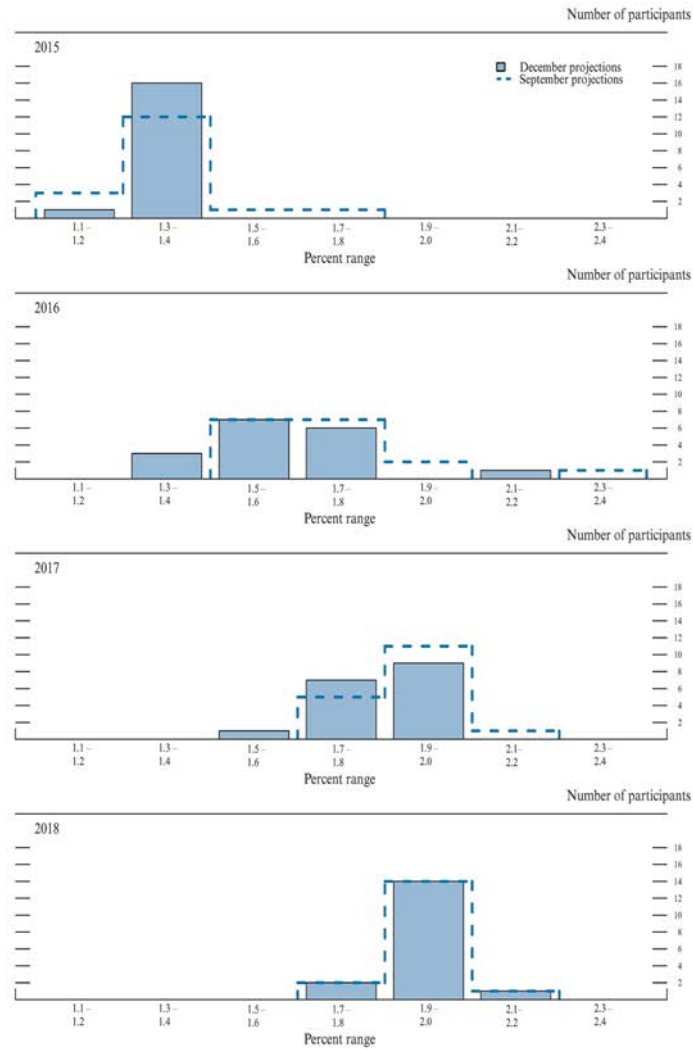 Number of participants
2015
December projections
September projections
18
16
14
12
10
8
6
4
2
1.1– 1.3– 1.5– 1.7– 1.9– 2.1– 2.3–
1.2 1.4 1.6 1.8 2.0 2.2 2.4
Percent range
Number of participants
2016
18
16
14
12
10
8
6
4
2
1.1– 1.3– 1.5– 1.7– 1.9– 2.1– 2.3–
1.2 1.4 1.6 1.8 2.0 2.2 2.4
Percent range
Number of participants
2017
18
16
14
12
10
8
6
4
2
1.1– 1.3– 1.5– 1.7– 1.9– 2.1– 2.3–
1.2 1.4 1.6 1.8 2.0 2.2 2.4
Percent range
Number of participants
2018
18
16
14
12
10
8
6
4
2
1.1– 1.3– 1.5– 1.7– 1.9– 2.1– 2.3–
1.2 1.4 1.6 1.8 2.0 2.2 2.4
Percent range